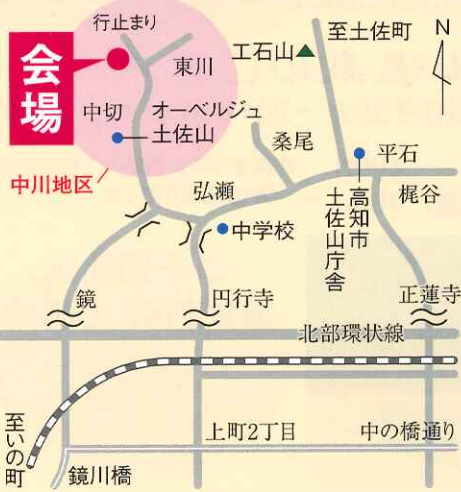 行止まり
至土佐町
N
会場
東川
工石山
中切
オーベルジュ
土佐山
桑尾
平石
中川地区
弘瀬
高知市
土佐山庁舎
梶谷
中学校
鏡
円行寺
正蓮寺
北部環状線
至いの町
上町2丁目
中の橋通り
鏡川橋